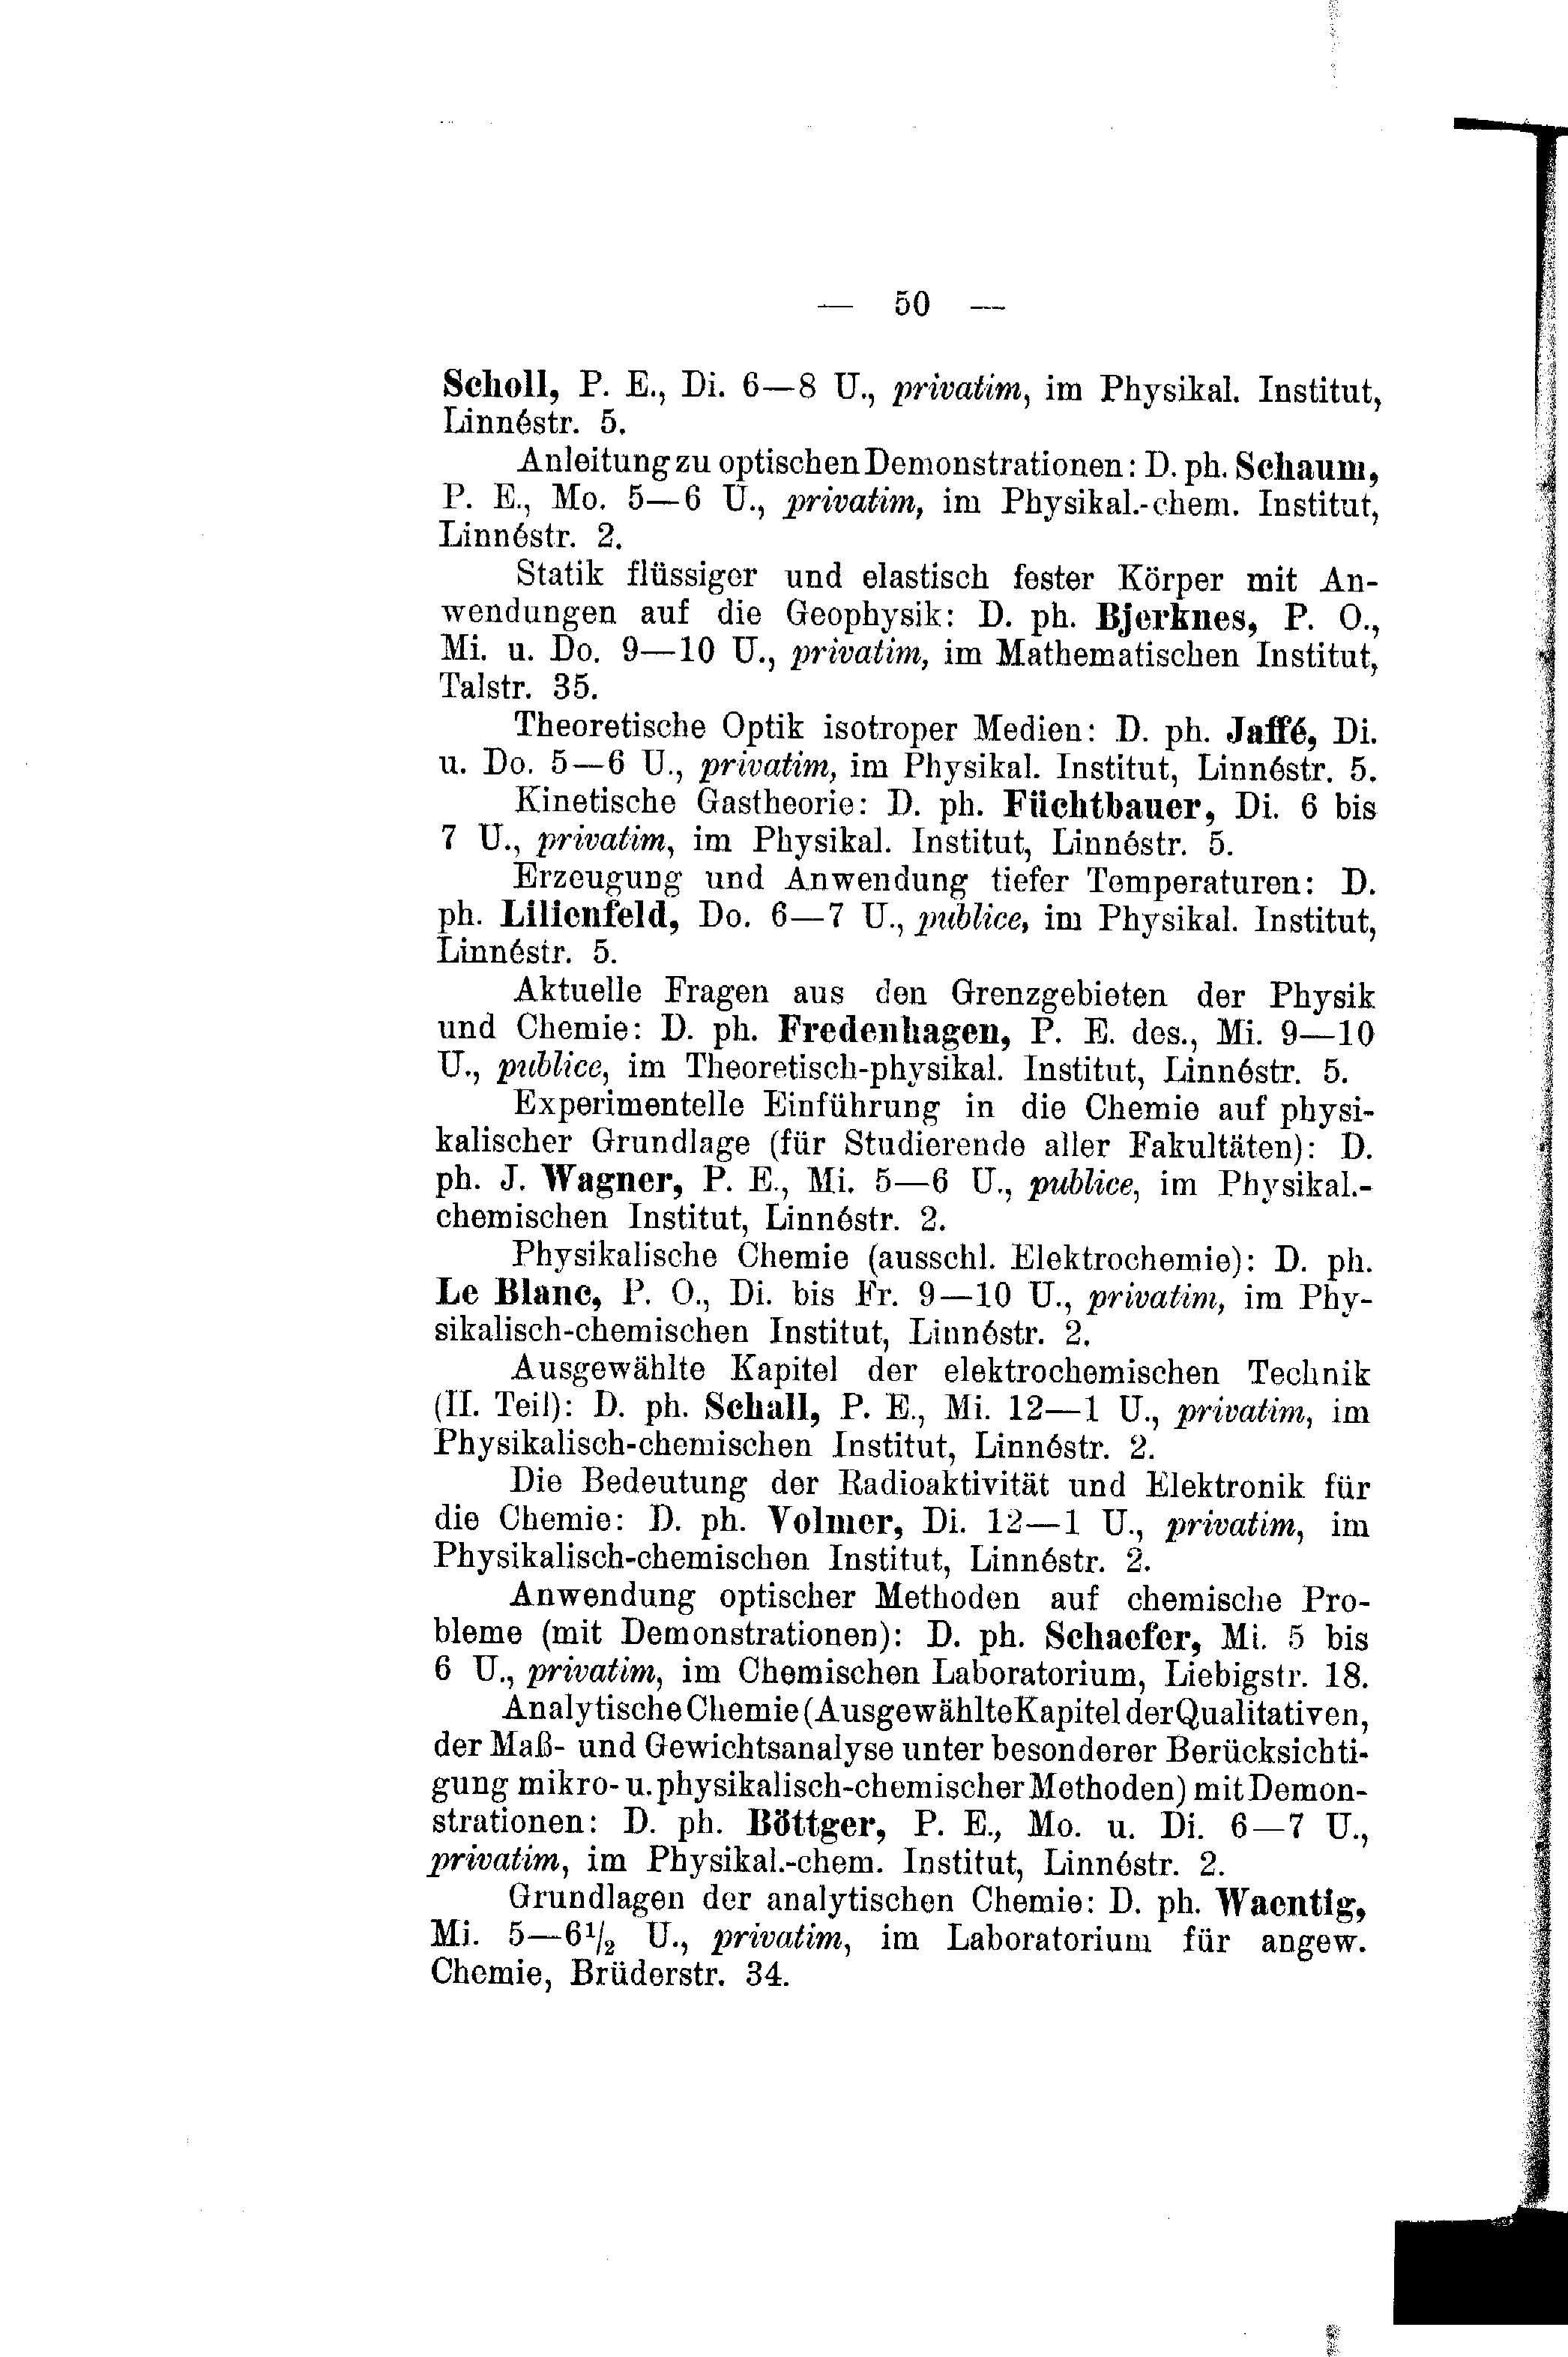 — 50 —
Scholl, P. E., Di. 6—8 U., privatim, im Physikal. Institut,
Linnéstr. 5.
Anleitung zu optischen Demonstrationen: D. ph. Schaum,
P. E., Mo. 5—6 U., privatim, im Physikal.-chem. Institut,
Linnéstr. 2.
Statik flüssiger und elastisch fester Körper mit An-
wendungen auf die Geophysik: D. ph. Bjerknes, P. O.,
Mi. u. Do. 9—10 U., privatim, im Mathematischen Institut,
Talstr. 35.
Theoretische Optik isotroper Medien: D. ph. Jaffé, Di.
u. Do. 5—6 U., privatim, im Physikal. Institut, Linnéstr. 5.
Kinetische Gastheorie: D. ph. Füchtbauer, Di. 6 bis
7 U., privatim, im Physikal. Institut, Linnéstr. 5.
Erzeugung und Anwendung tiefer Temperaturen: D.
ph. Lilienfeld, Do. 6—7 U., publice, im Physikal. Institut,
Linnéstr. 5.
Aktuelle Fragen aus den Grenzgebieten der Physik
und Chemie: D. ph. Fredenhagen, P. E. des., Mi. 9—10
U., publice, im Theoretisch-physikal. Institut, Linnéstr. 5.
Experimentelle Einführung in die Chemie auf physi-
kalischer Grundlage (für Studierende aller Fakultäten): D.
ph. J. Wagner, P. E., Mi. 5—6 U., publice, im Physikal.-
chemischen Institut, Linnéstr. 2.
Physikalische Chemie (ausschl. Elektrochemie): D. ph.
Le Blanc, P. O., Di. bis Fr. 9—10 U., privatim, im Phy-
sikalisch-chemischen Institut, Linnéstr. 2.
Ausgewählte Kapitel der elektrochemischen Technik
(II. Teil): D. ph. Schall, P. E., Mi. 12—1 U., privatim, im
Physikalisch-chemischen Institut, Linnéstr. 2.
Die Bedeutung der Radioaktivität und Elektronik für
die Chemie: D. ph. Volmer, Di. 12—1 U., privatim, im
Physikalisch-chemischen Institut, Linnéstr. 2.
Anwendung optischer Methoden auf chemische Pro-
bleme (mit Demonstrationen): D. ph. Schaefer, Mi. 5 bis
6 U., privatim, im Chemischen Laboratorium, Liebigstr. 18.
Analytische Chemie (Ausgewählte Kapitel der Qualitativen,
der Maß- und Gewichtsanalyse unter besonderer Berücksichti-
gung mikro- u. physikalisch-chemischer Methoden) mit Demon-
strationen: D. ph. Böttger, P. E., Mo. u. Di. 6—7 U.,
privatim, im Physikal.-chem. Institut, Linnéstr. 2.
Grundlagen der analytischen Chemie: D. ph. Waentig,
Mi. 5—6½ U., privatim, im Laboratorium für angew.
Chemie, Brüderstr. 34.